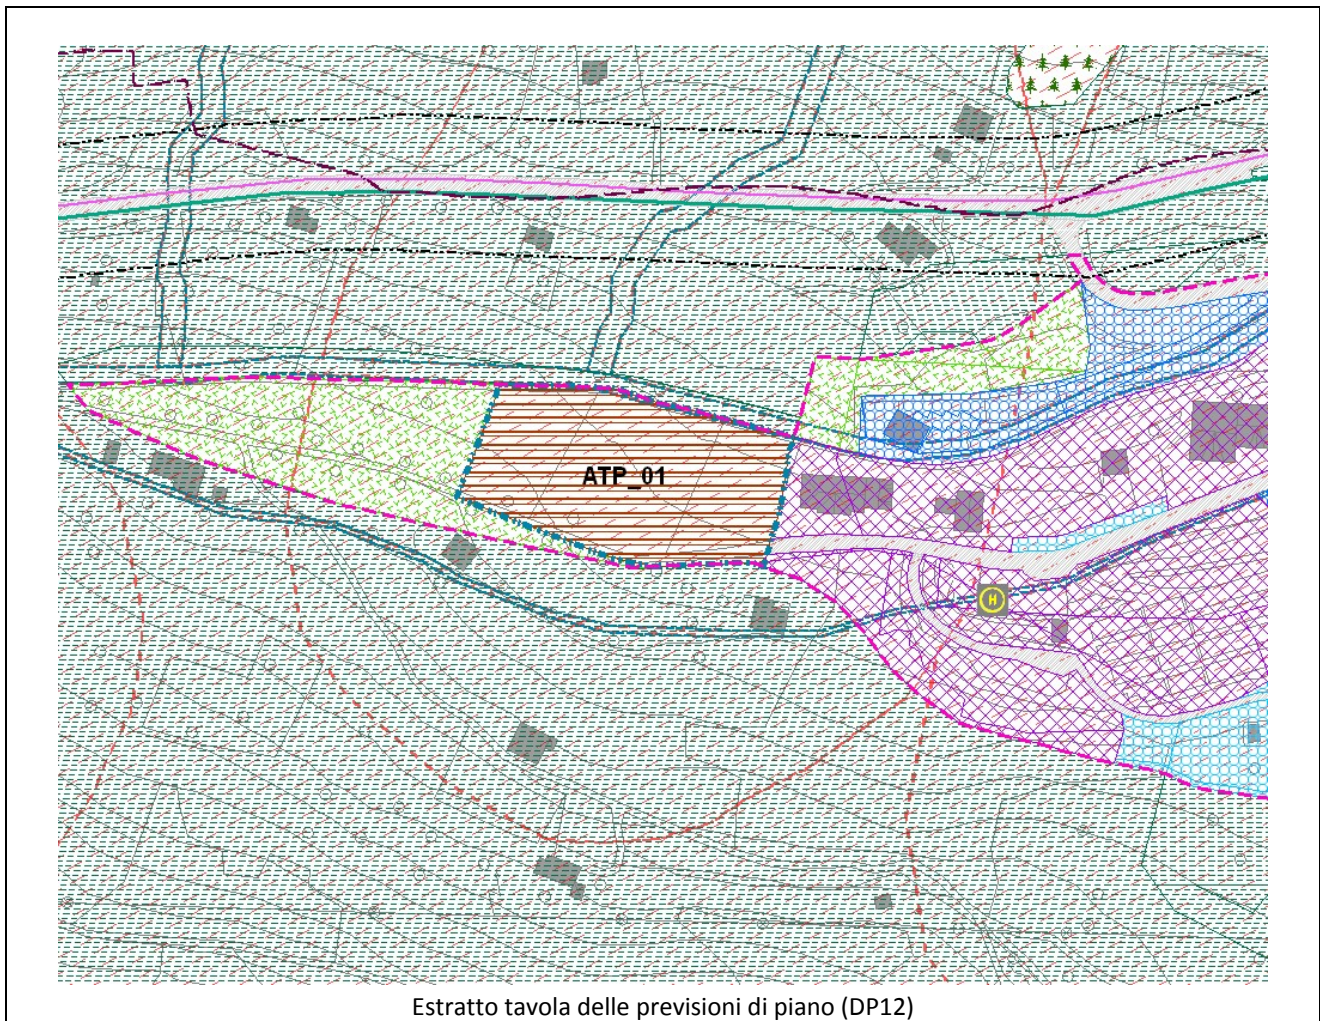 ATP_01
H
Estratto tavola delle previsioni di piano (DP12)